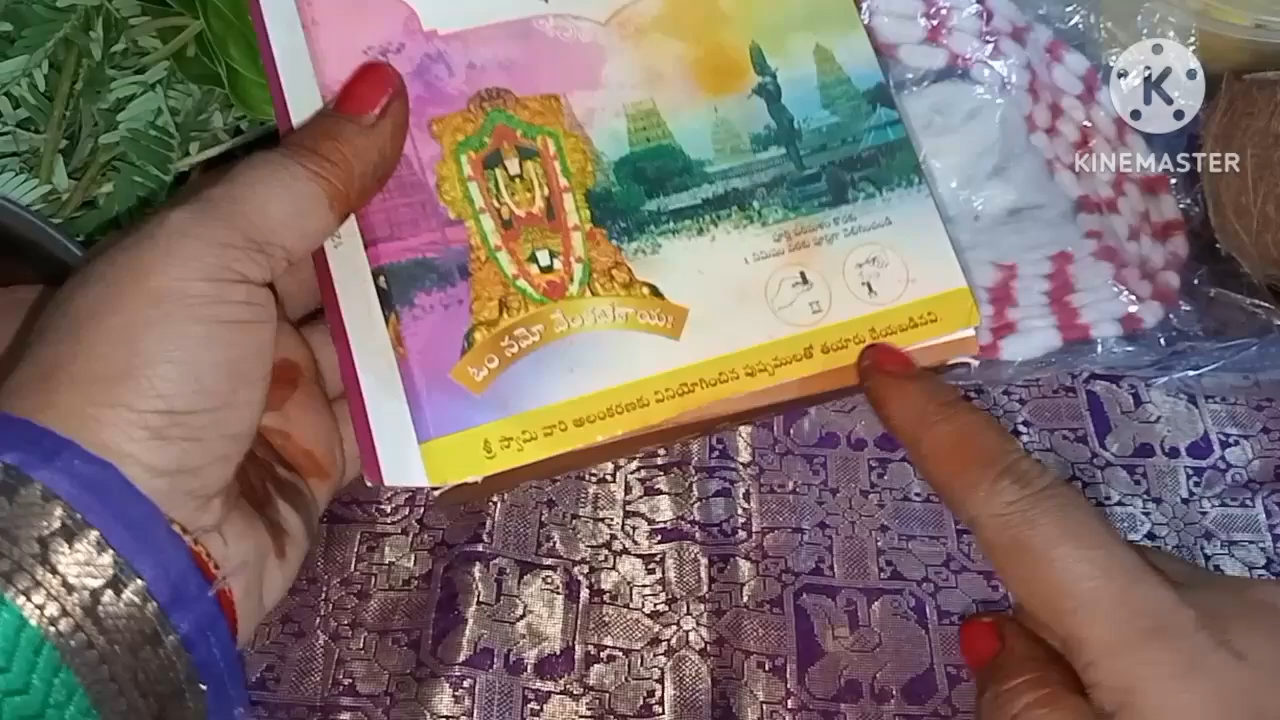 K
KINEMASTER
ఓం నమో వేంకటేశాయః
శ్రీ స్వామి వారి అలంకరణకు వినియోగించిన పుష్పములతో తయారు చేయబడినవి.